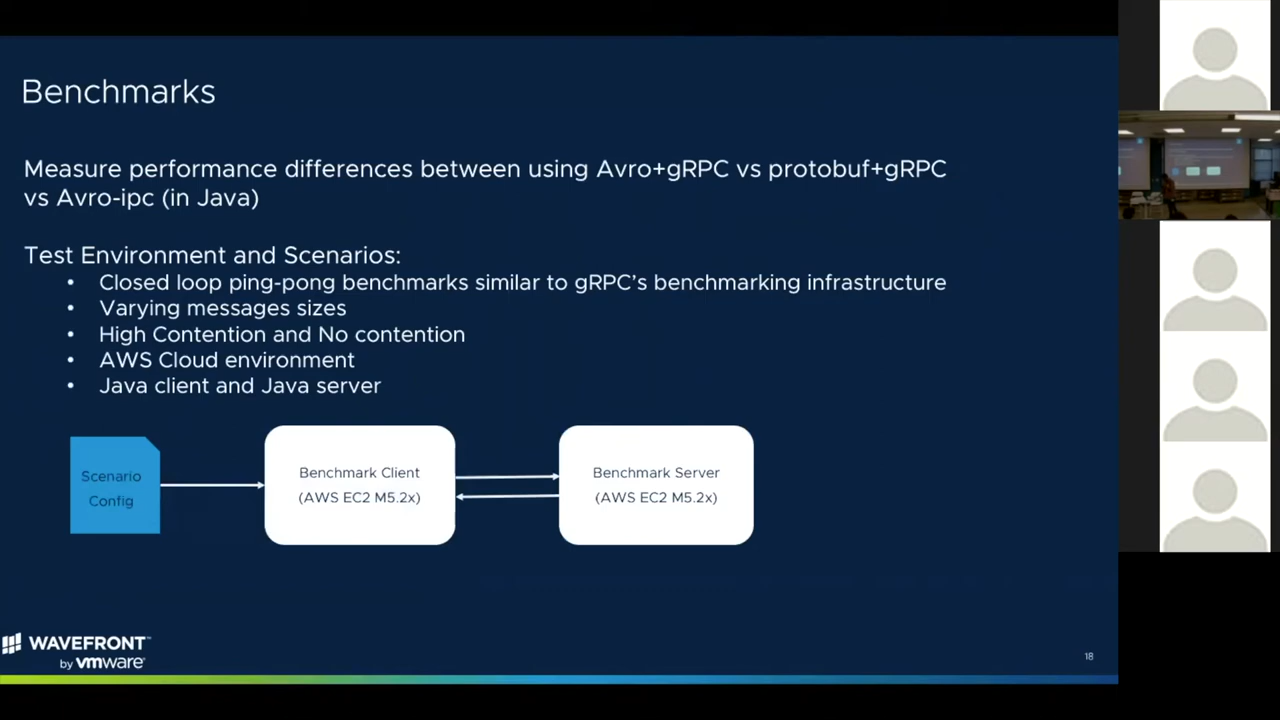 Benchmarks
Measure performance differences between using Avro+gRPC vs protobuf+gRPC
vs Avro-ipc (in Java)
Test Environment and Scenarios:
• Closed loop ping-pong benchmarks similar to gRPC's benchmarking infrastructure
• Varying messages sizes
• High Contention and No contention
• AWS Cloud environment
• Java client and Java server
Scenario
Config
Benchmark Client
(AWS EC2 M5.2x)
Benchmark Server
(AWS EC2 M5.2x)
WAVEFRONT™
by vmware®
18